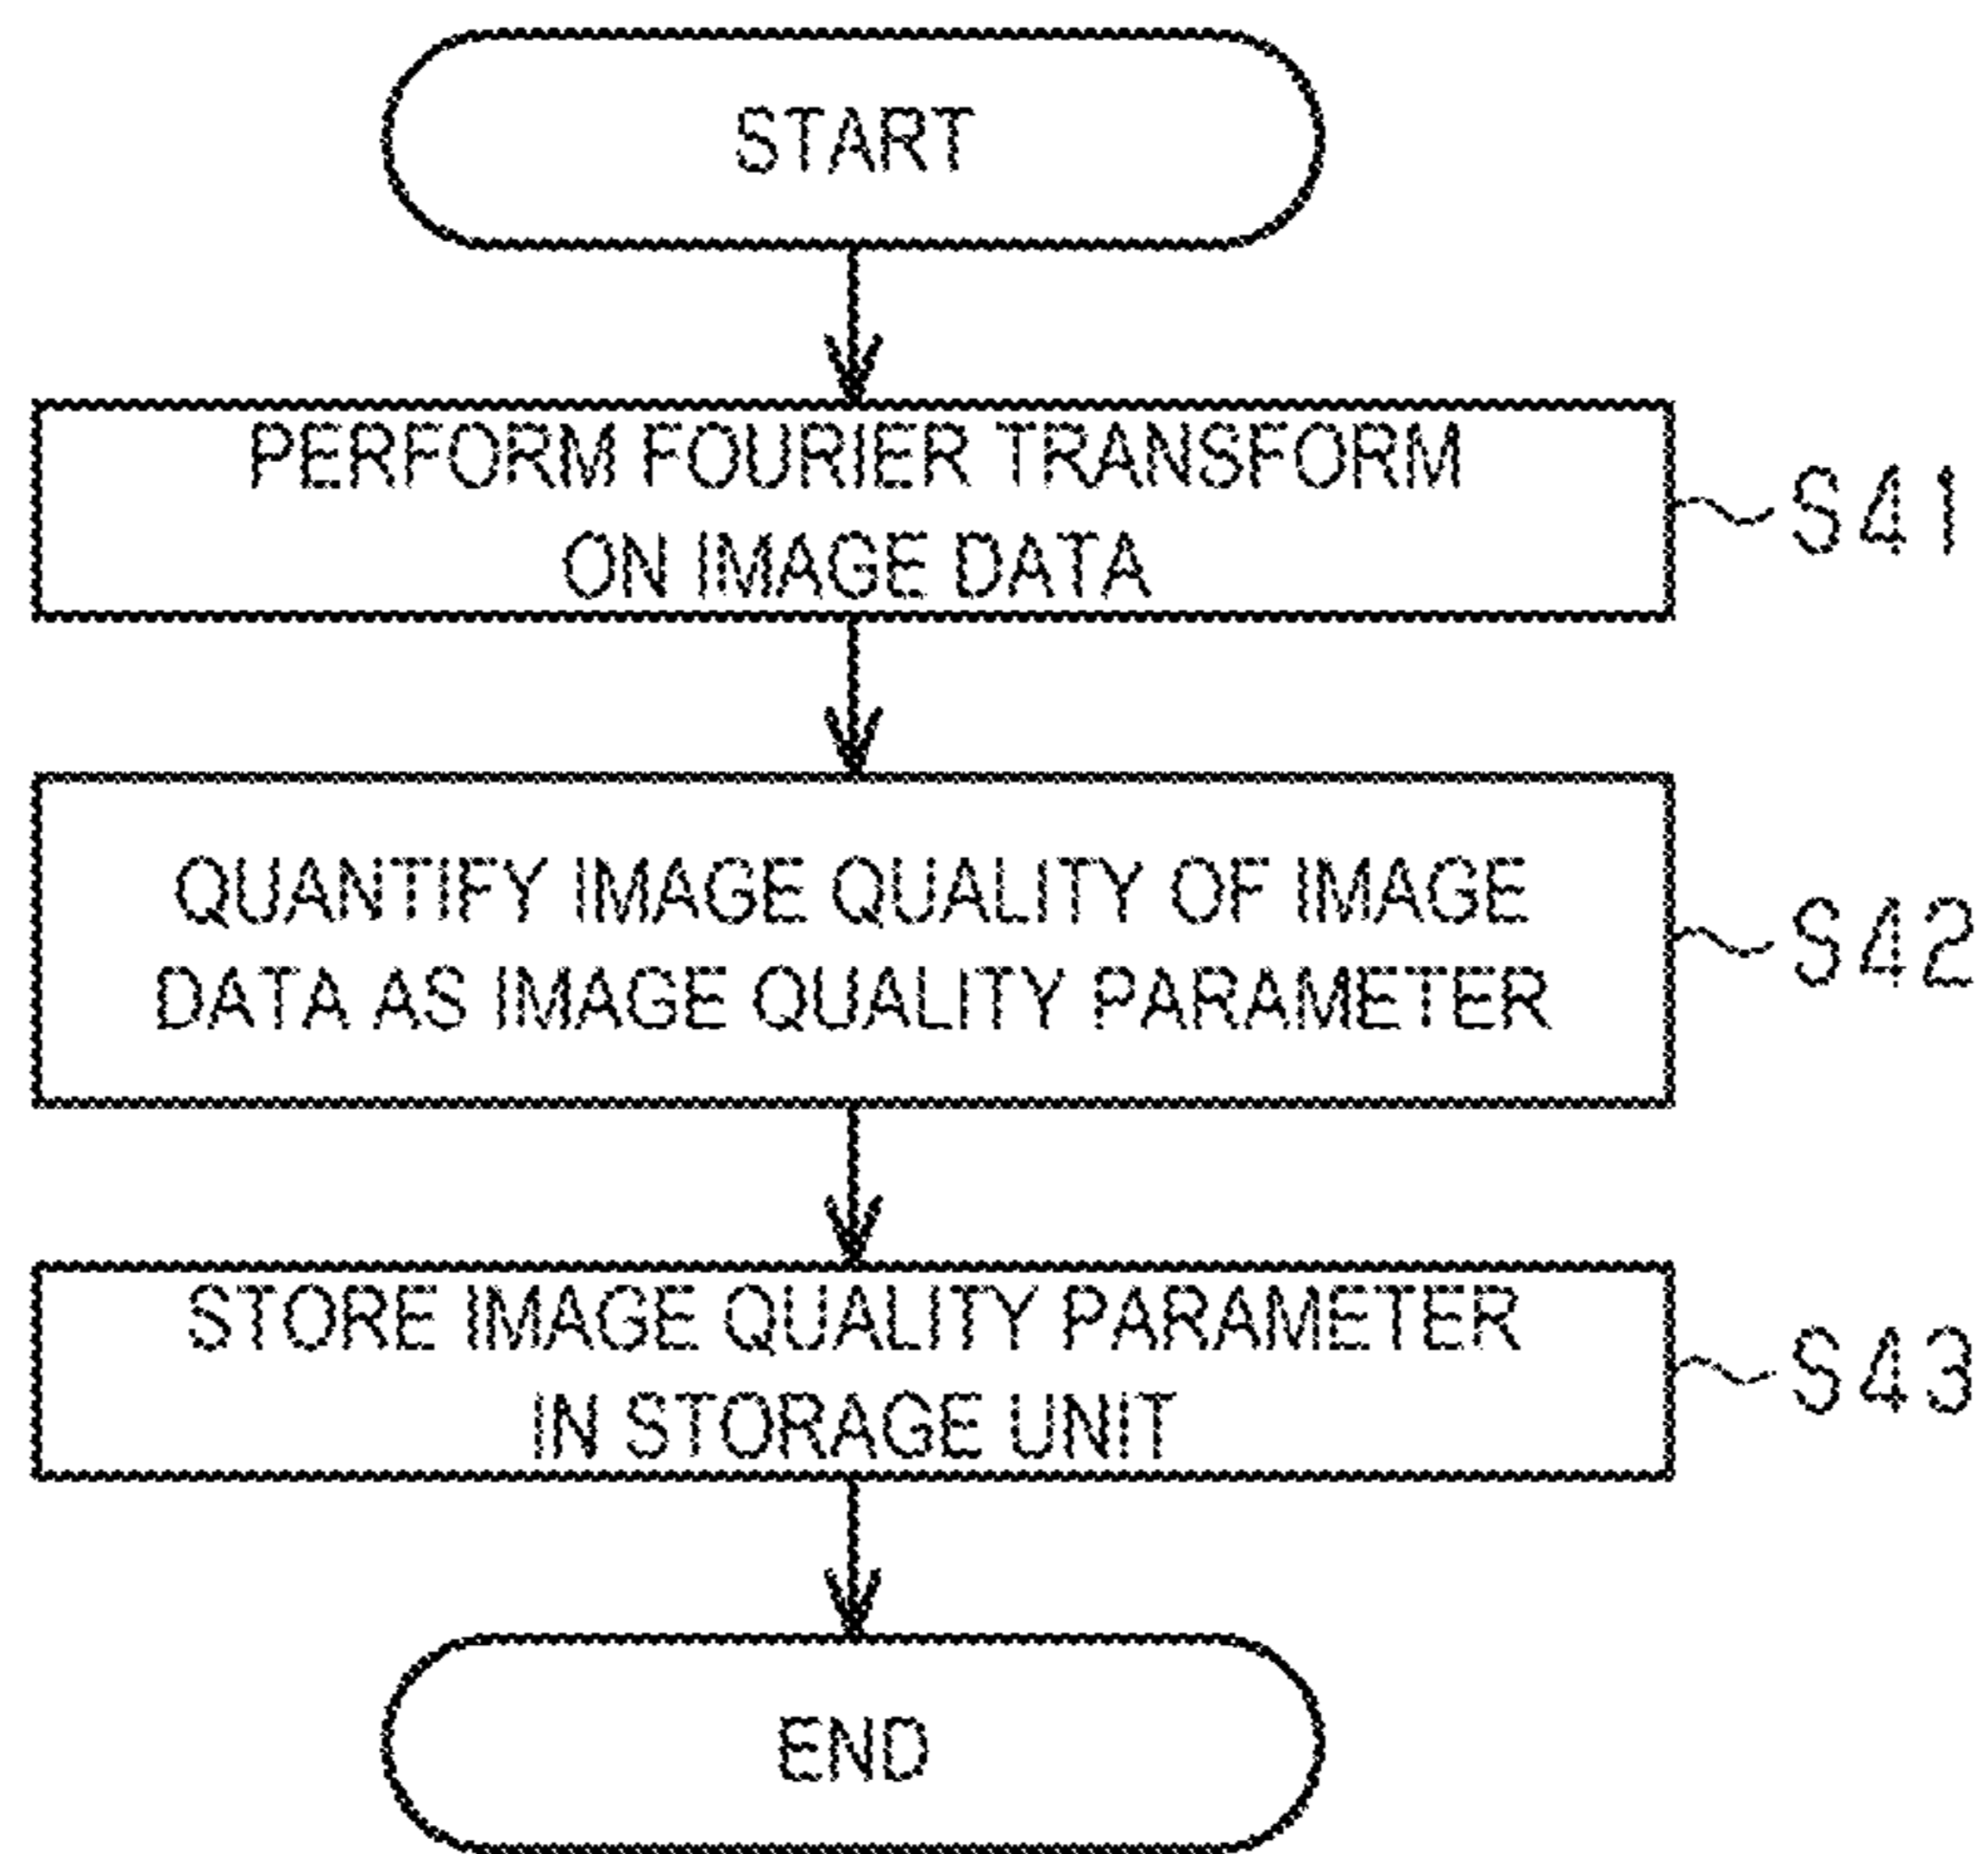 START
PERFORM FOURIER TRANSFORM
ON IMAGE DATA
S41
QUANTIFY IMAGE QUALITY OF IMAGE
DATA AS IMAGE QUALITY PARAMETER
S42
STORE IMAGE QUALITY PARAMETER
IN STORAGE UNIT
S43
END